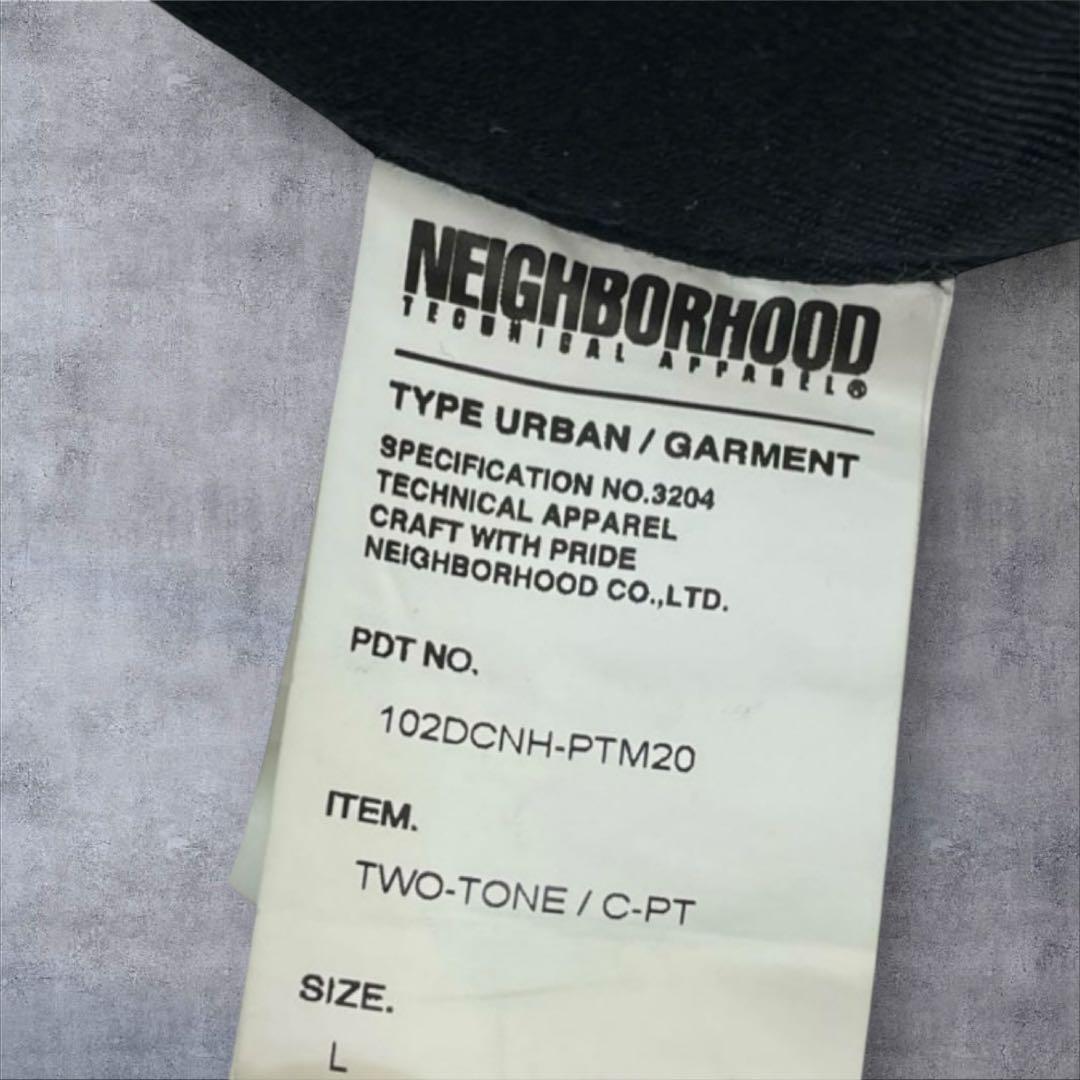 NEIGHBORHOOD
TECHNICAL APPAREL®
TYPE URBAN / GARMENT
SPECIFICATION NO.3204
TECHNICAL APPAREL
CRAFT WITH PRIDE
NEIGHBORHOOD CO.,LTD.
PDT NO.
102DCNH-PTM20
ITEM.
TWO-TONE / C-PT
SIZE.
L